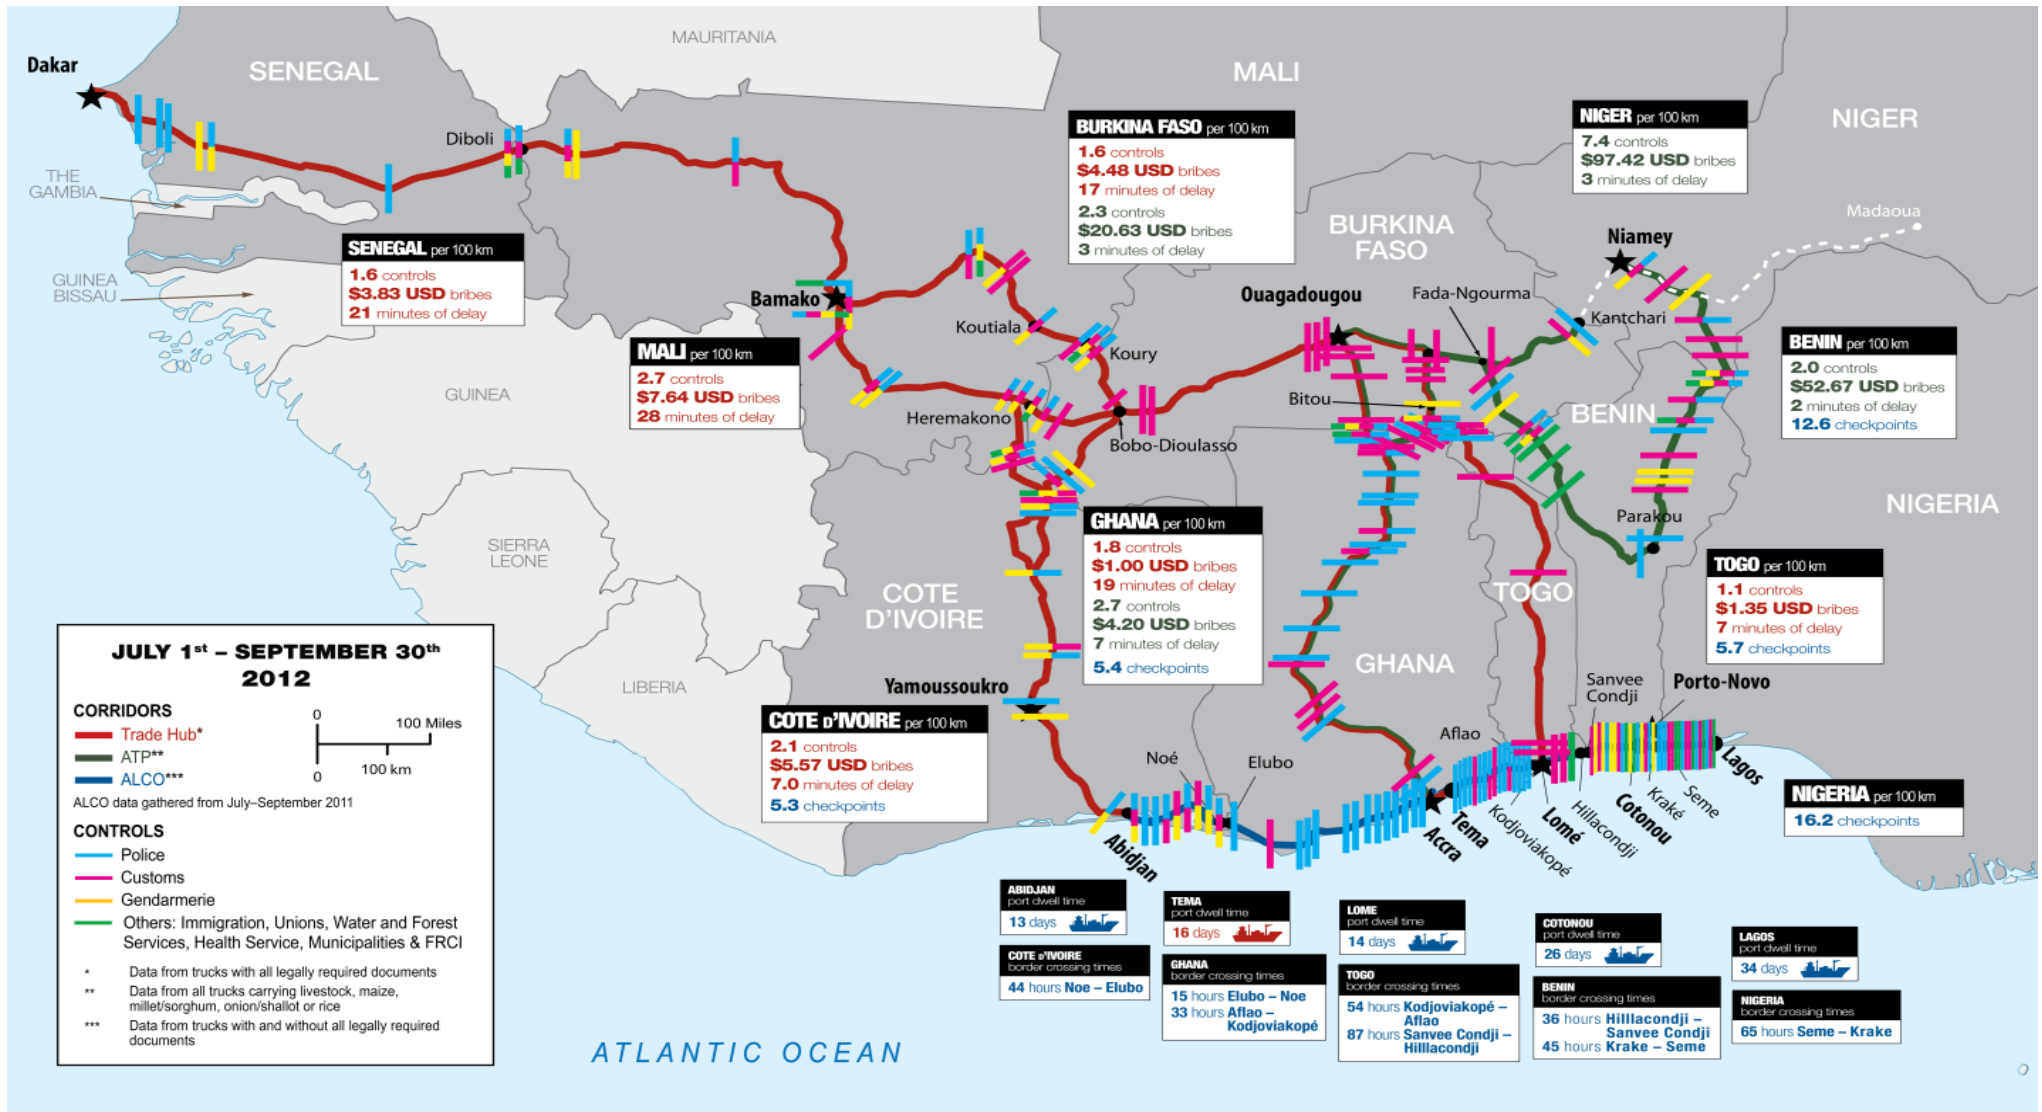 MAURITANIA
Dakar
SENEGAL
MALI
NIGER
Diboli
THE
GAMBIA
GUINEA
BISSAU
SENEGAL per 100 km
1.6 controls
$3.83 USD bribes
21 minutes of delay
BURKINA FASO per 100 km
1.6 controls
$4.48 USD bribes
17 minutes of delay
2.3 controls
$20.63 USD bribes
3 minutes of delay
NIGER per 100 km
7.4 controls
$97.42 USD bribes
3 minutes of delay
BURKINA
FASO
Madaoua
Niamey
Bamako
Ouagadougou
Fada-Ngourma
Kantchari
Koutiala
Koury
MALI per 100 km
2.7 controls
$7.64 USD bribes
28 minutes of delay
BENIN per 100 km
2.0 controls
$52.67 USD bribes
2 minutes of delay
12.6 checkpoints
GUINEA
Heremakono
Bitou
BENIN
Bobo-Dioulasso
NIGERIA
Parakou
SIERRA
LEONE
GHANA per 100 km
1.8 controls
$1.00 USD bribes
19 minutes of delay
2.7 controls
$4.20 USD bribes
7 minutes of delay
5.4 checkpoints
COTE
D'IVOIRE
TOGO
TOGO per 100 km
1.1 controls
$1.35 USD bribes
7 minutes of delay
5.7 checkpoints
GHANA
LIBERIA
Yamoussoukro
Sanvee
Condji
Porto-Novo
COTE D'IVOIRE per 100 km
2.1 controls
$5.57 USD bribes
7.0 minutes of delay
5.3 checkpoints
Noé
Elubo
Aflao
Lagos
NIGERIA per 100 km
16.2 checkpoints
Abidjan
Accra
Tema
Kodjoviakopé
Lomé
Hillacondji
Cotonou
Kraké
Seme
JULY 1st – SEPTEMBER 30th
2012
CORRIDORS
Trade Hub*
ATP**
ALCO***
0
100 Miles
0
100 km
ALCO data gathered from July–September 2011
CONTROLS
Police
Customs
Gendarmerie
Others: Immigration, Unions, Water and Forest
Services, Health Service, Municipalities & FRCI
* Data from trucks with all legally required documents
** Data from all trucks carrying livestock, maize,
millet/sorghum, onion/shallot or rice
*** Data from trucks with and without all legally required
documents
ABIDJAN
port dwell time
13 days
COTE D'IVOIRE
border crossing times
44 hours Noe – Elubo
TEMA
port dwell time
16 days
GHANA
border crossing times
15 hours Elubo – Noe
33 hours Aflao –
Kodjoviakopé
LOME
port dwell time
14 days
TOGO
border crossing times
54 hours Kodjoviakopé –
Aflao
87 hours Sanvee Condji –
Hilllacondji
COTONOU
port dwell time
26 days
BENIN
border crossing times
36 hours Hilllacondji –
Sanvee Condji
45 hours Krake – Seme
LAGOS
port dwell time
34 days
NIGERIA
border crossing times
65 hours Seme – Krake
ATLANTIC OCEAN